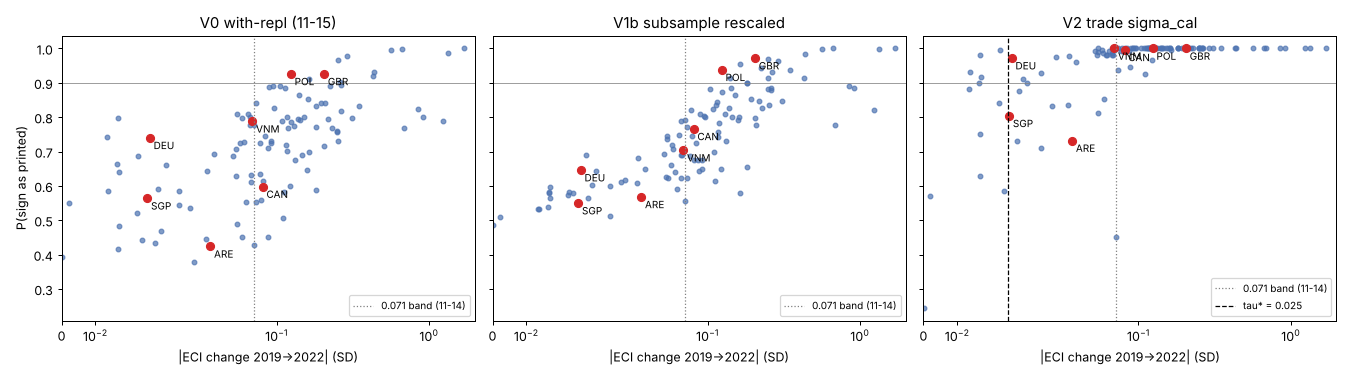 V0 with-repl (11-15)
V1b subsample rescaled
V2 trade sigma_cal
P(sign as printed)
1.0
0.9
0.8
0.7
0.6
0.5
0.4
0.3
POL
GBR
VNM
DEU
CAN
SGP
ARE
0.071 band (11-14)
0
10⁻²
10⁻¹
10⁰
|ECI change 2019→2022| (SD)
GBR
POL
CAN
VNM
DEU
SGP
ARE
0.071 band (11-14)
0
10⁻²
10⁻¹
10⁰
|ECI change 2019→2022| (SD)
VNM
CAN
POL
GBR
DEU
SGP
ARE
0.071 band (11-14)
tau* = 0.025
0
10⁻²
10⁻¹
10⁰
|ECI change 2019→2022| (SD)